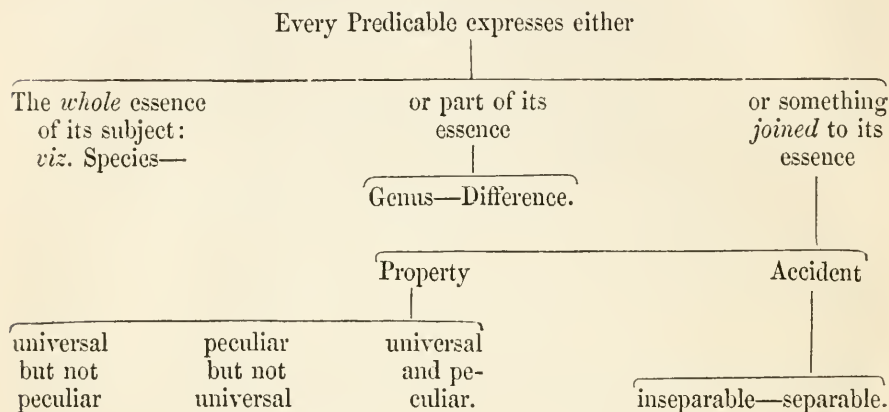 Every Predicable expresses either
The whole essence
of its subject:
viz. Species—
or part of its
essence
or something
joined to its
essence
Genus—Difference.
Property
Accident
universal
but not
peculiar
peculiar
but not
universal
universal
and pe-
culiar.
inseparable—separable.